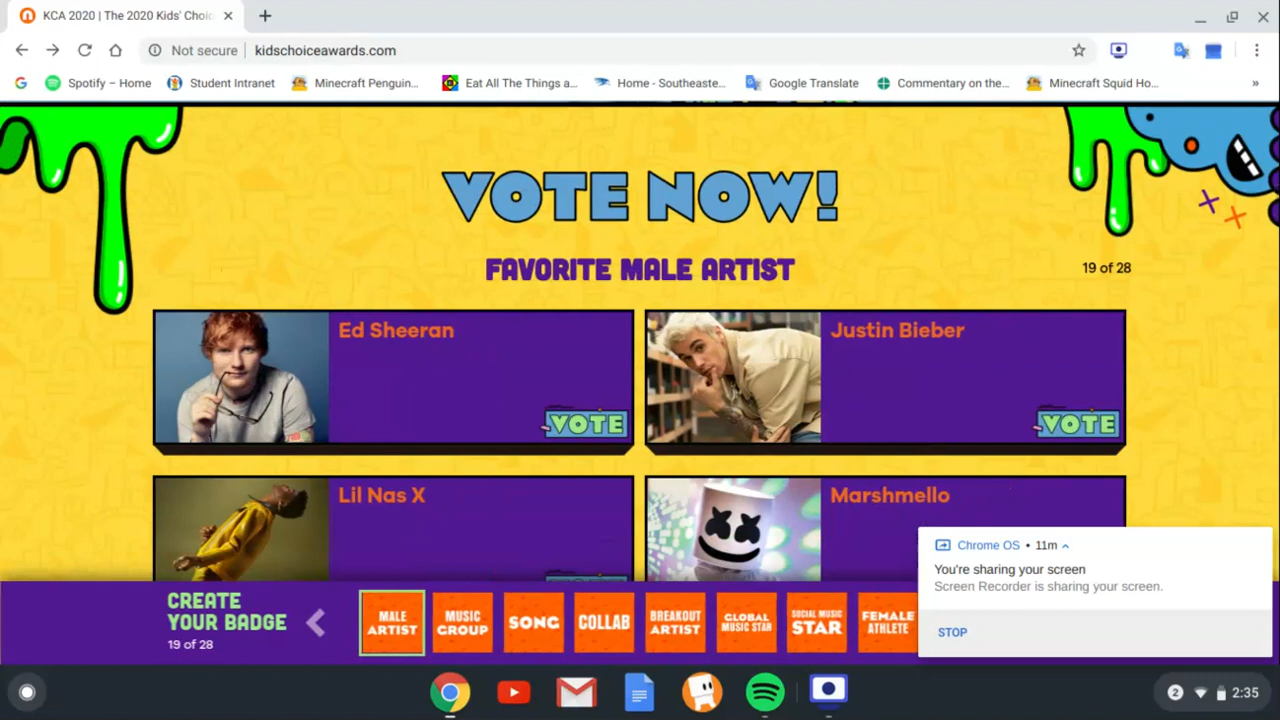 KCA 2020 | The 2020 Kids' Choic
Not secure
kidschoiceawards.com
Spotify – Home
Student Intranet
Minecraft Penguin...
Eat All The Things a...
Home - Southeaste...
Google Translate
Commentary on the...
Minecraft Squid Ho...
»
VOTE NOW!
FAVORITE MALE ARTIST
19 of 28
Ed Sheeran
VOTE
Justin Bieber
VOTE
Lil Nas X
Marshmello
Chrome OS • 11m
You're sharing your screen
Screen Recorder is sharing your screen.
STOP
CREATE
YOUR BADGE
19 of 28
MALE
ARTIST
MUSIC
GROUP
SONG
COLLAB
BREAKOUT
ARTIST
GLOBAL
MUSIC STAR
SOCIAL MUSIC
STAR
FEMALE
ATHLETE
2
2:35